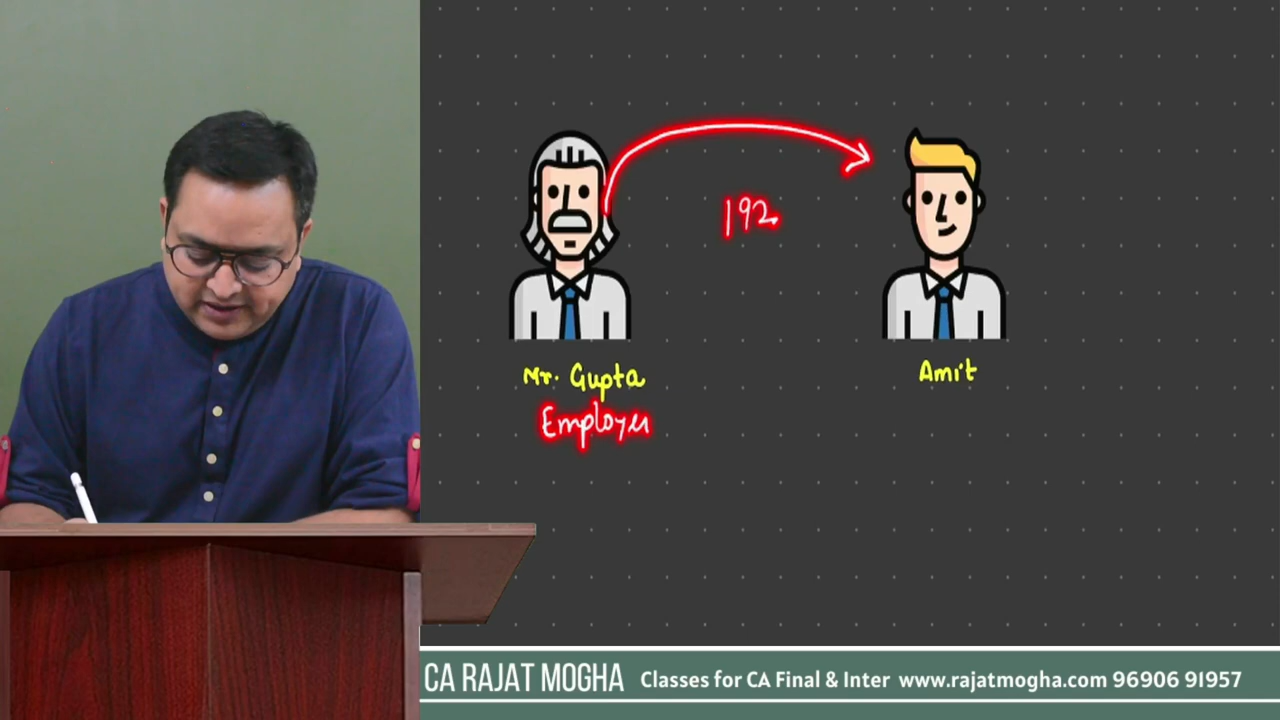 192
Mr. Gupta
Amit
Employer
CA RAJAT MOGHA Classes for CA Final & Inter www.rajatmogha.com 96906 91957